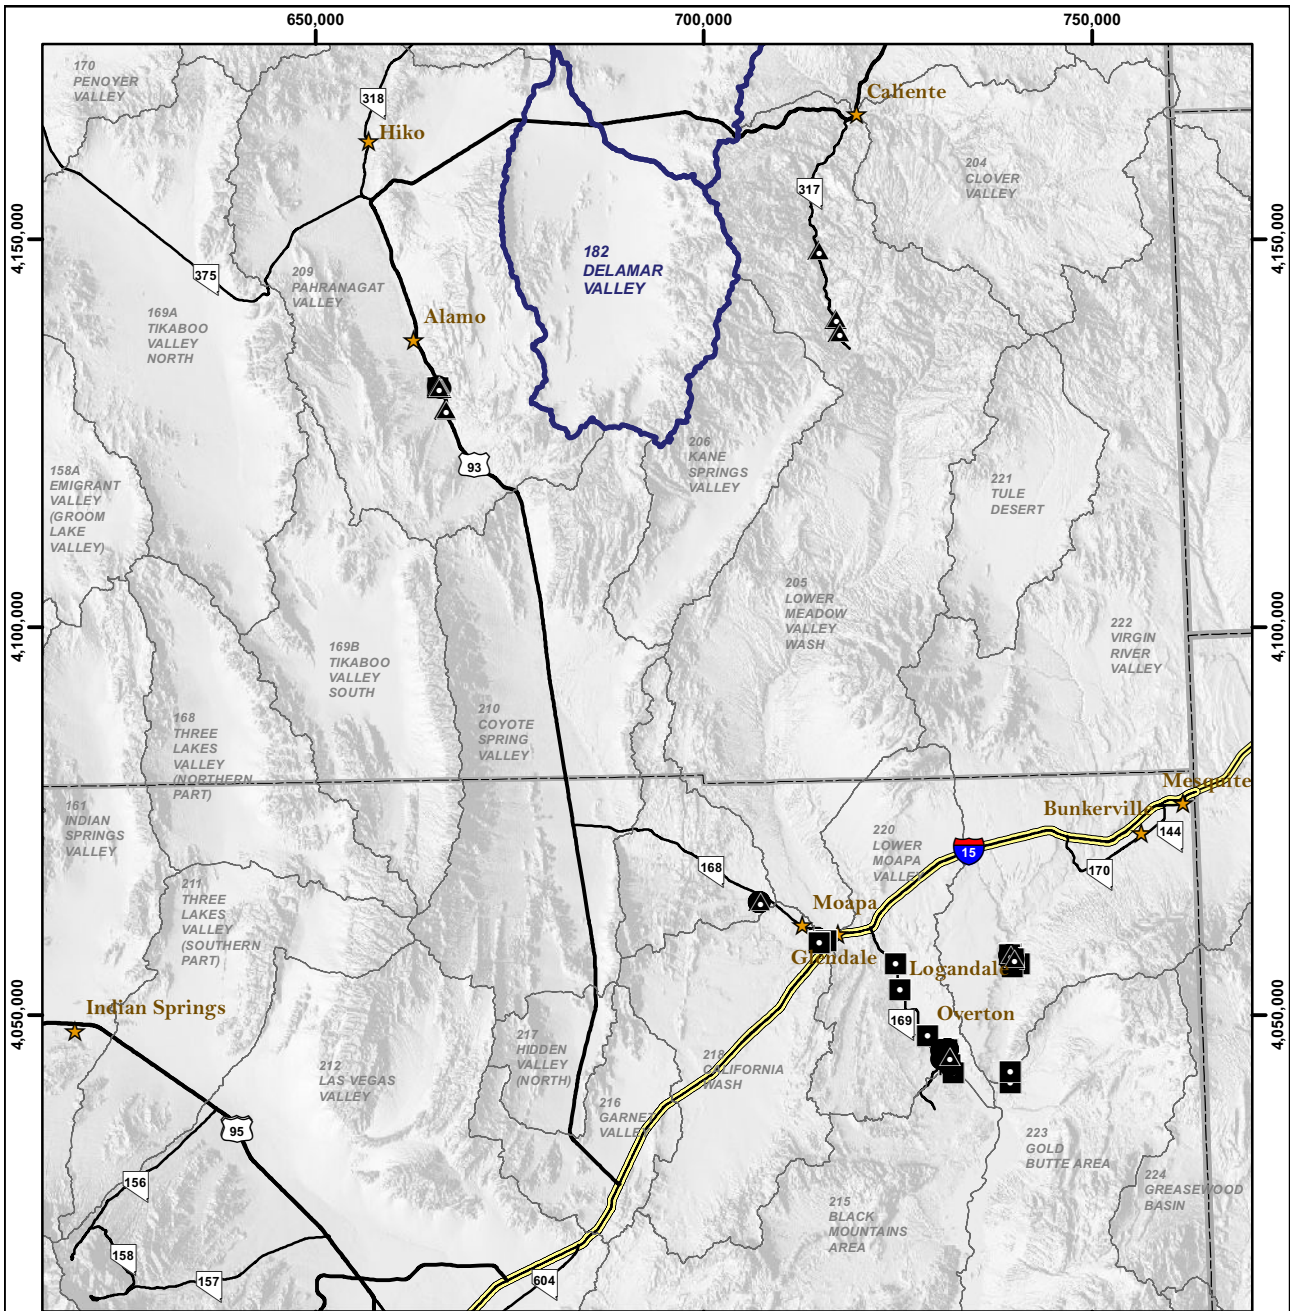 650,000
700,000
750,000
170
PENOYER
VALLEY
318
Hiko
Caliente
317
204
CLOVER
VALLEY
4,150,000
4,150,000
182
DELAMAR
VALLEY
375
209
PAHRANAGAT
VALLEY
169A
TIKABOO
VALLEY
NORTH
Alamo
93
206
KANE
SPRINGS
VALLEY
158A
EMIGRANT
VALLEY
(GROOM
LAKE
VALLEY)
221
TULE
DESERT
205
LOWER
MEADOW
VALLEY
WASH
4,100,000
4,100,000
222
VIRGIN
RIVER
VALLEY
169B
TIKABOO
VALLEY
SOUTH
168
THREE
LAKES
VALLEY
(NORTHERN
PART)
210
COYOTE
SPRING
VALLEY
161
INDIAN
SPRINGS
VALLEY
Mesquite
Bunkerville
144
170
15
220
LOWER
MOAPA
VALLEY
168
211
THREE
LAKES
VALLEY
(SOUTHERN
PART)
Moapa
Glendale
Logandale
Overton
169
Indian Springs
4,050,000
4,050,000
217
HIDDEN
VALLEY
(NORTH)
212
LAS VEGAS
VALLEY
218
CALIFORNIA
WASH
216
GARNET
VALLEY
95
223
GOLD
BUTTE AREA
224
GREASEWOOD
BASIN
156
215
BLACK
MOUNTAINS
AREA
158
157
604